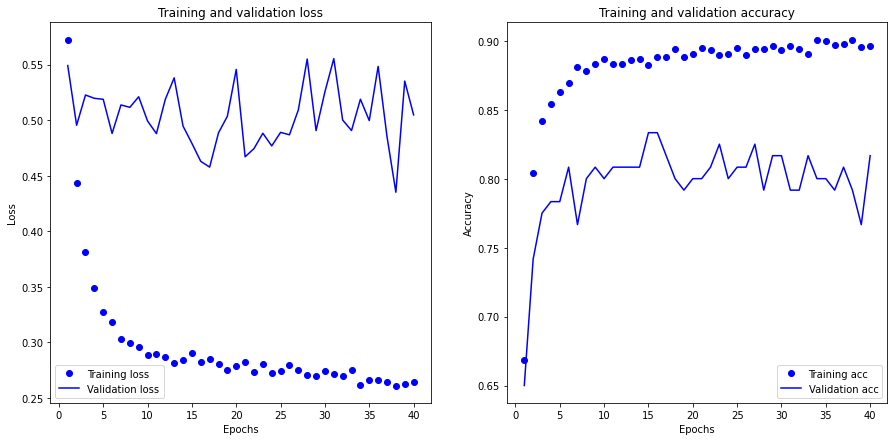 Training and validation loss
0.55
0.50
0.45
0.40
0.35
0.30
0.25
Loss
Training loss
Validation loss
0 5 10 15 20 25 30 35 40
Epochs
Training and validation accuracy
0.90
0.85
0.80
0.75
0.70
0.65
Accuracy
Training acc
Validation acc
0 5 10 15 20 25 30 35 40
Epochs